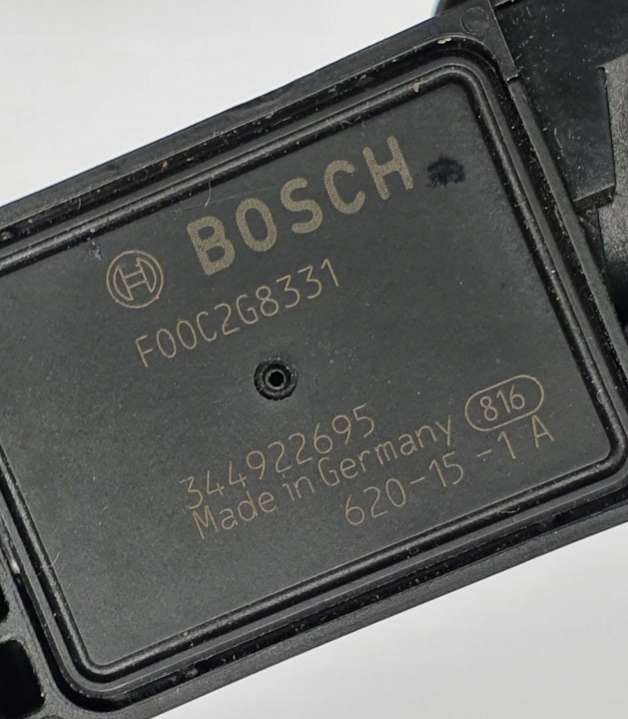 BOSCH
F00C2G8331
344922695
Made in Germany 816
620-15-1 A